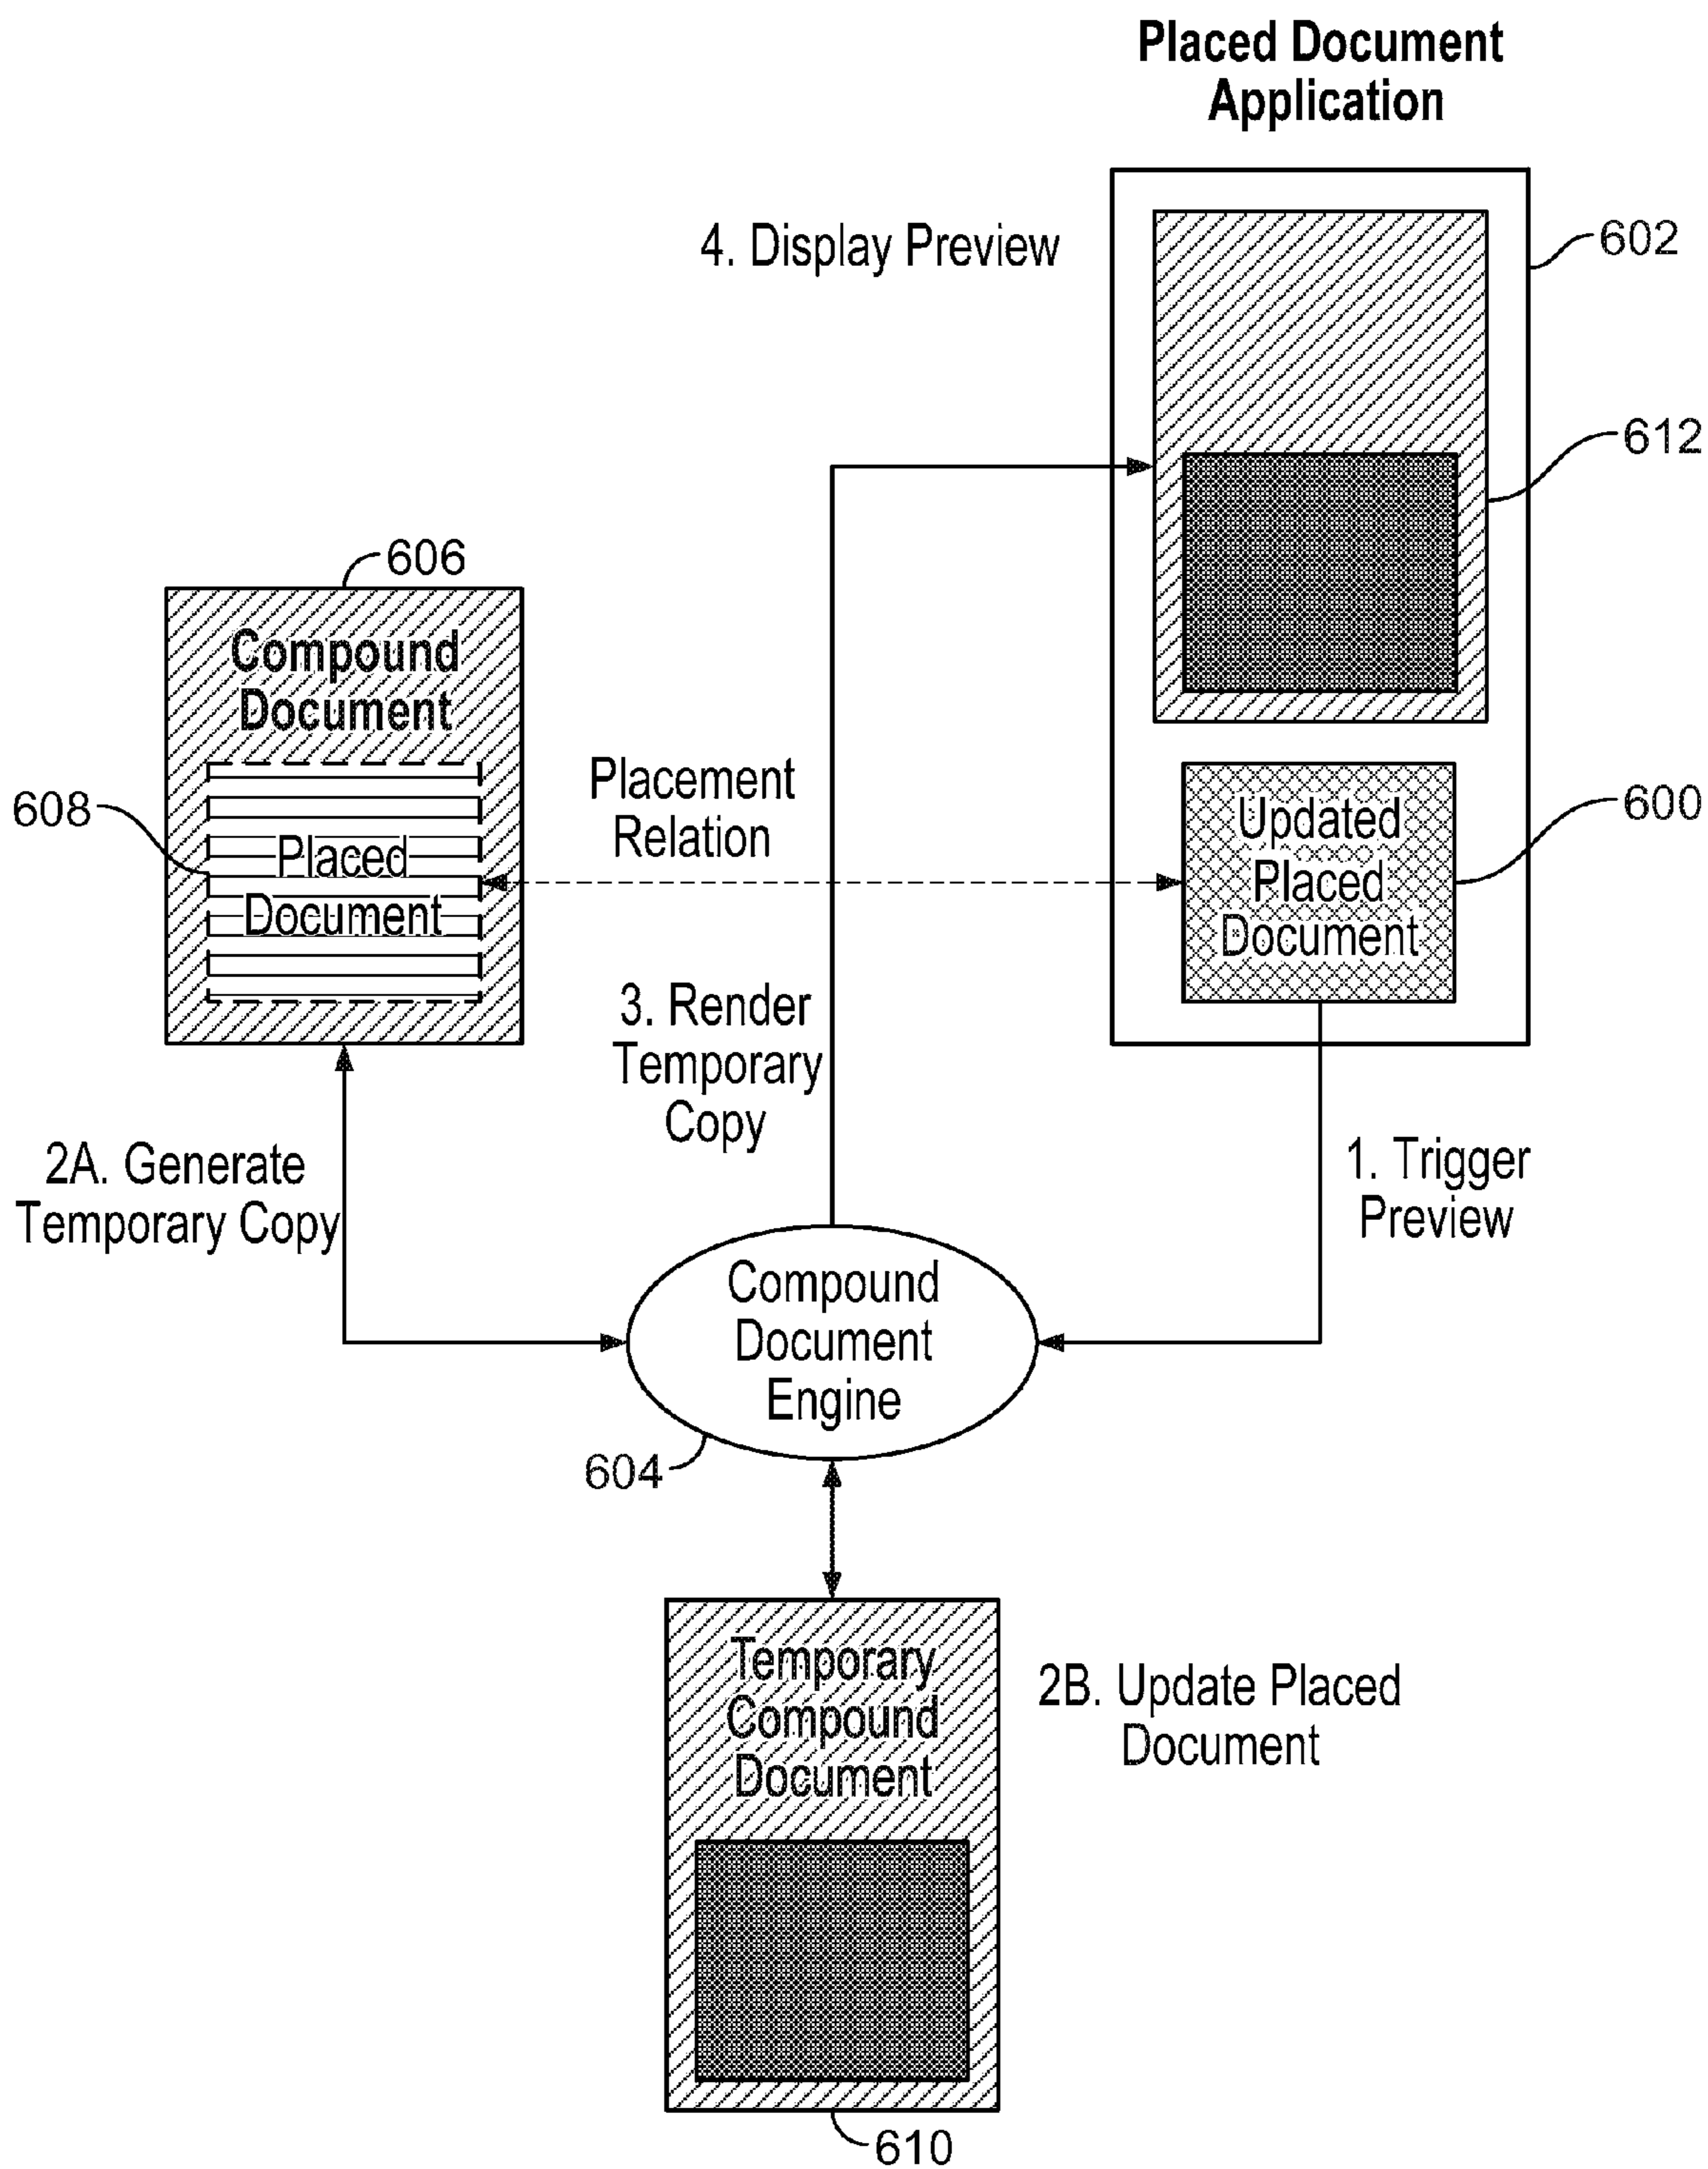 Placed Document
Application
4. Display Preview
602
612
606
Compound
Document
608
Placed
Document
Placement
Relation
Updated
Placed
Document
600
3. Render
Temporary
Copy
2A. Generate
Temporary Copy
1. Trigger
Preview
Compound
Document
Engine
604
Temporary
Compound
Document
2B. Update Placed
Document
610